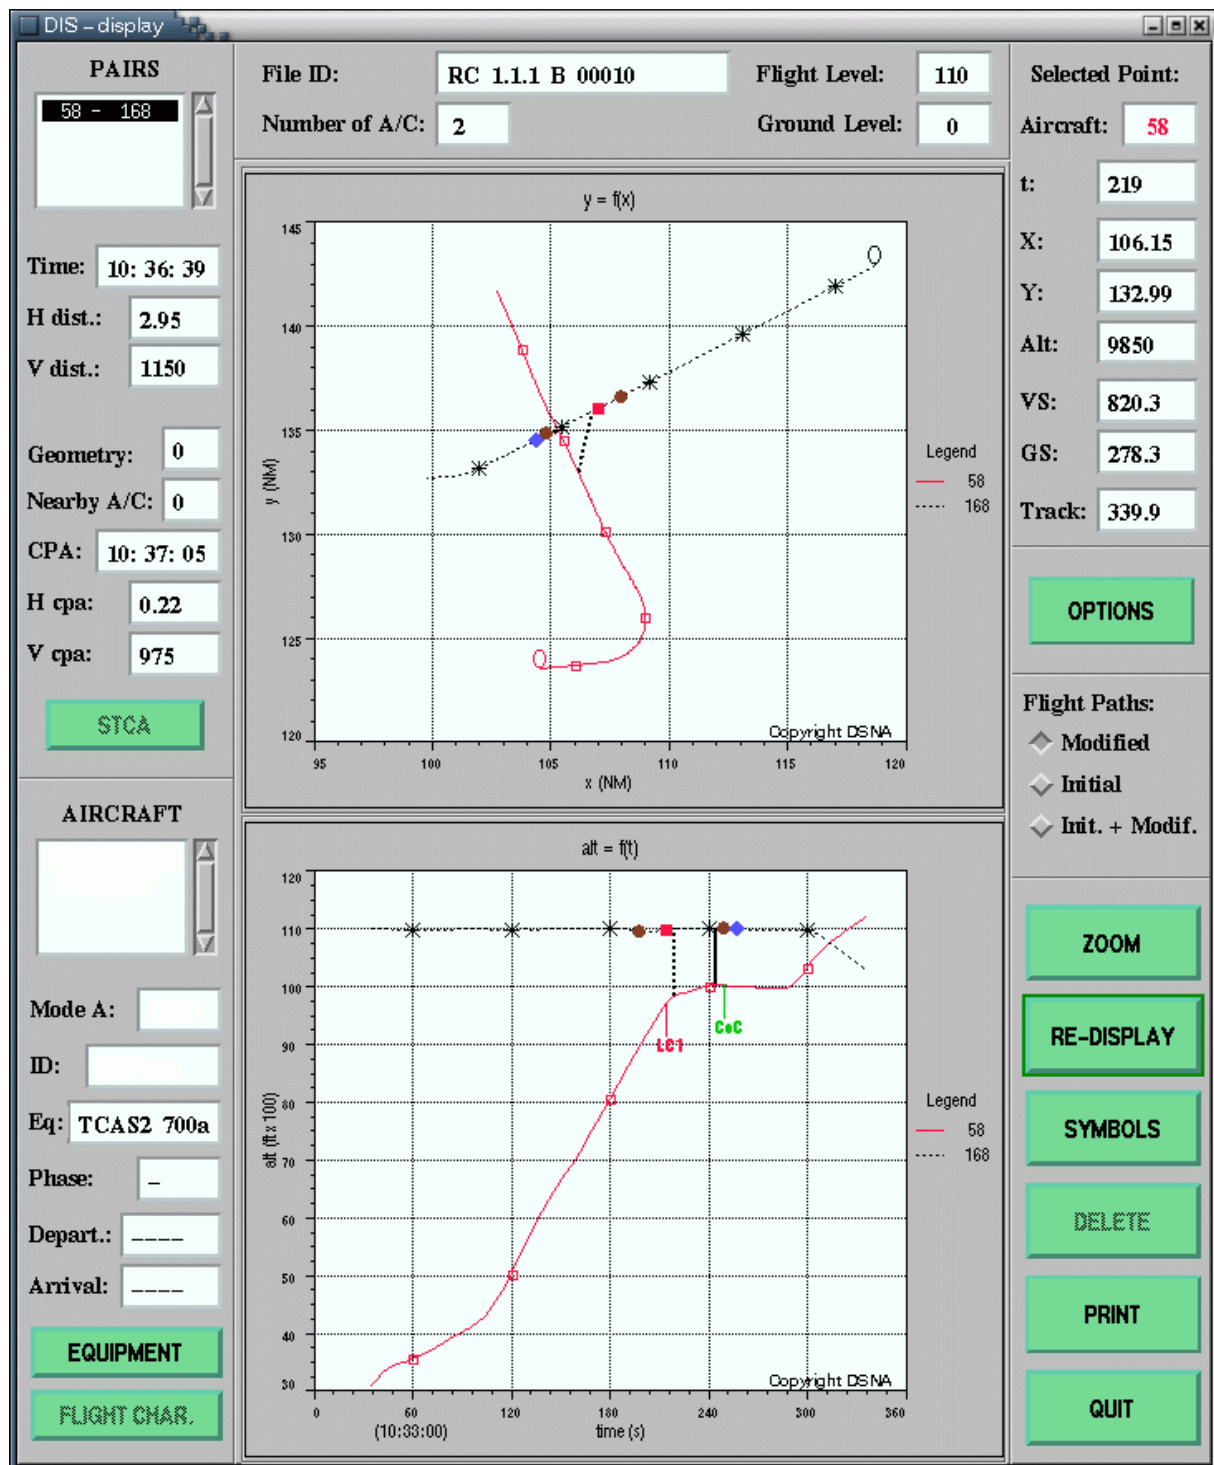 DIS – display
PAIRS
58 - 168
Time: 10: 36: 39
H dist.: 2.95
V dist.: 1150
Geometry: 0
Nearby A/C: 0
CPA: 10: 37: 05
H cpa: 0.22
V cpa: 975
STCA
AIRCRAFT
Mode A:
ID:
Eq: TCAS2 700a
Phase: –
Depart.: ––––
Arrival: ––––
EQUIPMENT
FLIGHT CHAR.
File ID: RC 1.1.1 B 00010
Flight Level: 110
Number of A/C: 2
Ground Level: 0
y = f(x)
145
140
135
130
125
120
y (NM)
95 100 105 110 115 120
x (NM)
Copyright DSNA
Legend
58
168
alt = f(t)
120
110
100
90
80
70
60
50
40
30
alt (ft x 100)
LC1
CoC
Copyright DSNA
0 60 120 180 240 300 360
(10:33:00)
time (s)
Legend
58
168
Selected Point:
Aircraft: 58
t: 219
X: 106.15
Y: 132.99
Alt: 9850
VS: 820.3
GS: 278.3
Track: 339.9
OPTIONS
Flight Paths:
Modified
Initial
Init. + Modif.
ZOOM
RE-DISPLAY
SYMBOLS
DELETE
PRINT
QUIT